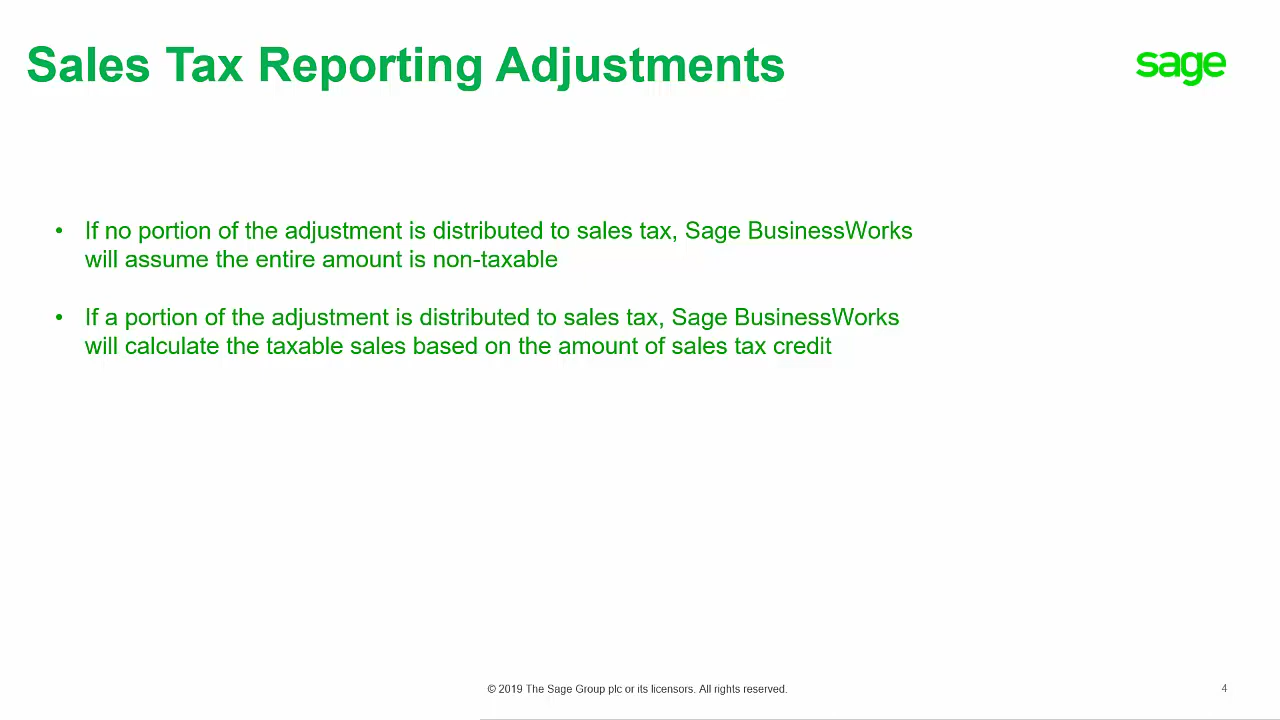 Sales Tax Reporting Adjustments
sage
• If no portion of the adjustment is distributed to sales tax, Sage BusinessWorks
will assume the entire amount is non-taxable
• If a portion of the adjustment is distributed to sales tax, Sage BusinessWorks
will calculate the taxable sales based on the amount of sales tax credit
© 2019 The Sage Group plc or its licensors. All rights reserved.
4